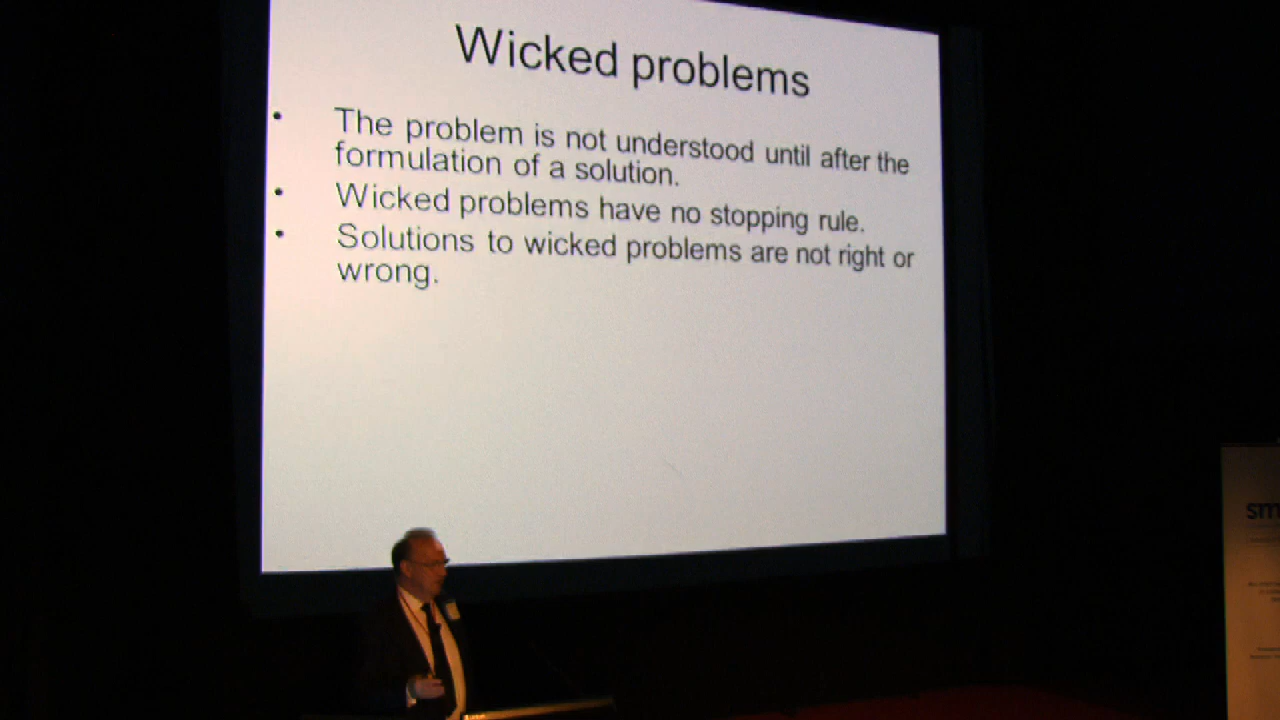 Wicked problems
• The problem is not understood until after the
formulation of a solution.
• Wicked problems have no stopping rule.
• Solutions to wicked problems are not right or
wrong.